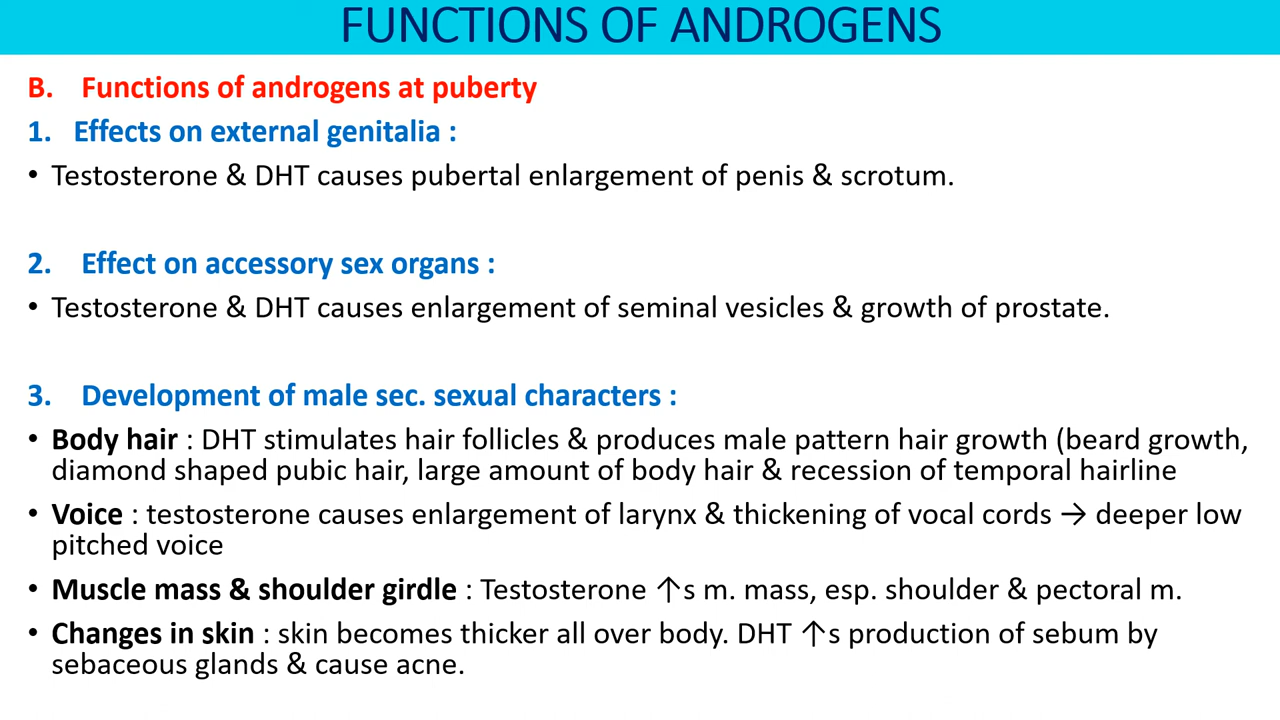 FUNCTIONS OF ANDROGENS
B. Functions of androgens at puberty
1. Effects on external genitalia :
• Testosterone & DHT causes pubertal enlargement of penis & scrotum.
2. Effect on accessory sex organs :
• Testosterone & DHT causes enlargement of seminal vesicles & growth of prostate.
3. Development of male sec. sexual characters :
• Body hair : DHT stimulates hair follicles & produces male pattern hair growth (beard growth,
diamond shaped pubic hair, large amount of body hair & recession of temporal hairline
• Voice : testosterone causes enlargement of larynx & thickening of vocal cords → deeper low
pitched voice
• Muscle mass & shoulder girdle : Testosterone ↑s m. mass, esp. shoulder & pectoral m.
• Changes in skin : skin becomes thicker all over body. DHT ↑s production of sebum by
sebaceous glands & cause acne.